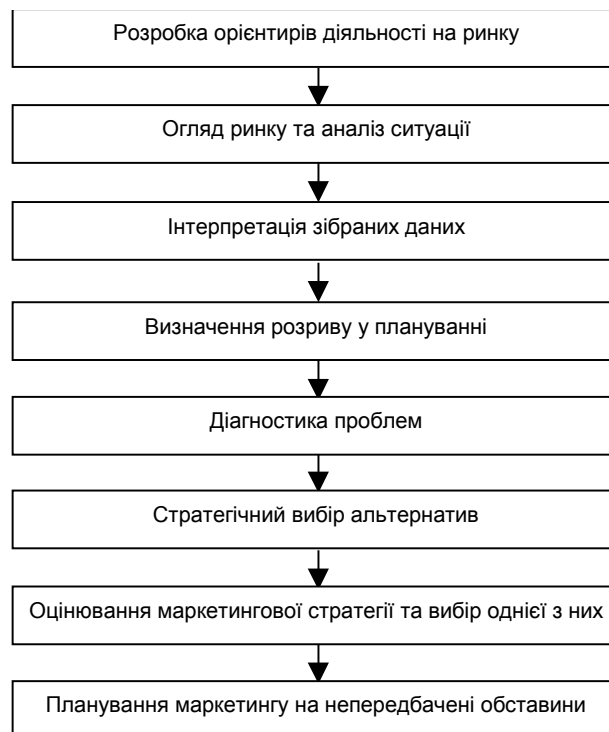 Розробка орієнтирів діяльності на ринку
Огляд ринку та аналіз ситуації
Інтерпретація зібраних даних
Визначення розриву у плануванні
Діагностика проблем
Стратегічний вибір альтернатив
Оцінювання маркетингової стратегії та вибір однієї з них
Планування маркетингу на непередбачені обставини